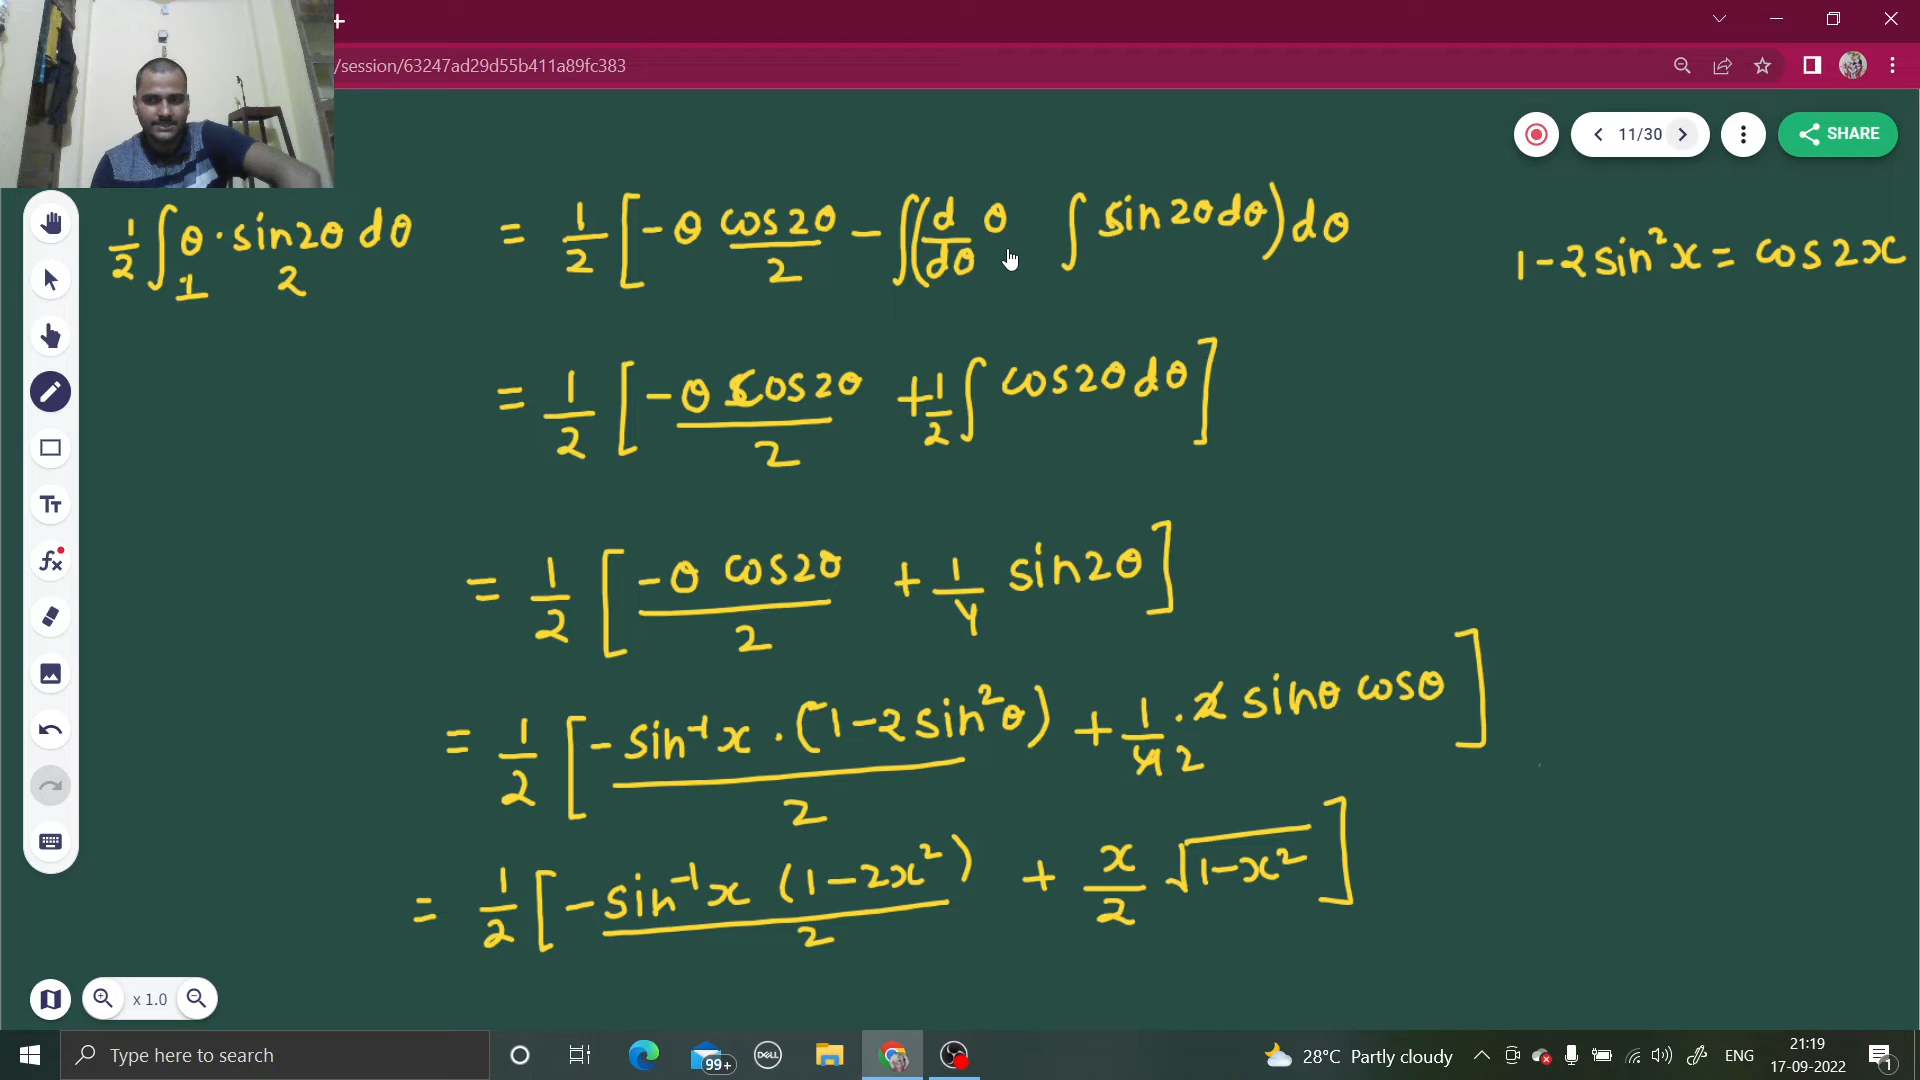 +
/session/63247ad29d55b411a89fc383
11/30
SHARE
1/2 ∫ θ · sin2θ dθ = 1/2 [ -θ cos2θ/2 - ∫( d/dθ θ ∫ sin2θ dθ ) dθ
1 2
1-2sin²x = cos2x
= 1/2 [ -θ cos2θ/2 + 1/2 ∫ cos2θ dθ ]
= 1/2 [ -θ cos2θ/2 + 1/4 sin2θ ]
= 1/2 [ -sin⁻¹x · (1-2sin²θ)/2 + 1/4 2 · 2 sinθ cosθ ]
= 1/2 [ -sin⁻¹x (1-2x²)/2 + x/2 √1-x² ]
Tт
fx
x 1.0
Type here to search
99+
DELL
28°C Partly cloudy
ENG
21:19
17-09-2022
1